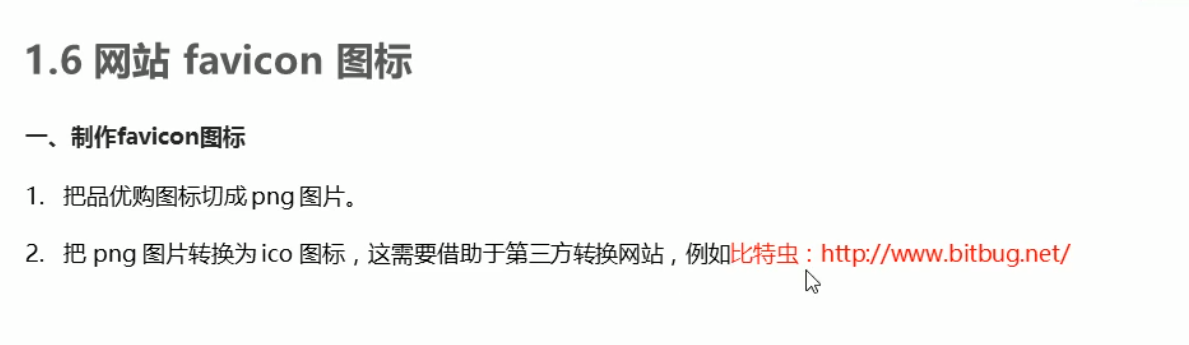 1.6 网站 favicon 图标
一、制作favicon图标
1. 把品优购图标切成 png 图片。
2. 把 png 图片转换为 ico 图标，这需要借助于第三方转换网站，例如比特虫：http://www.bitbug.net/